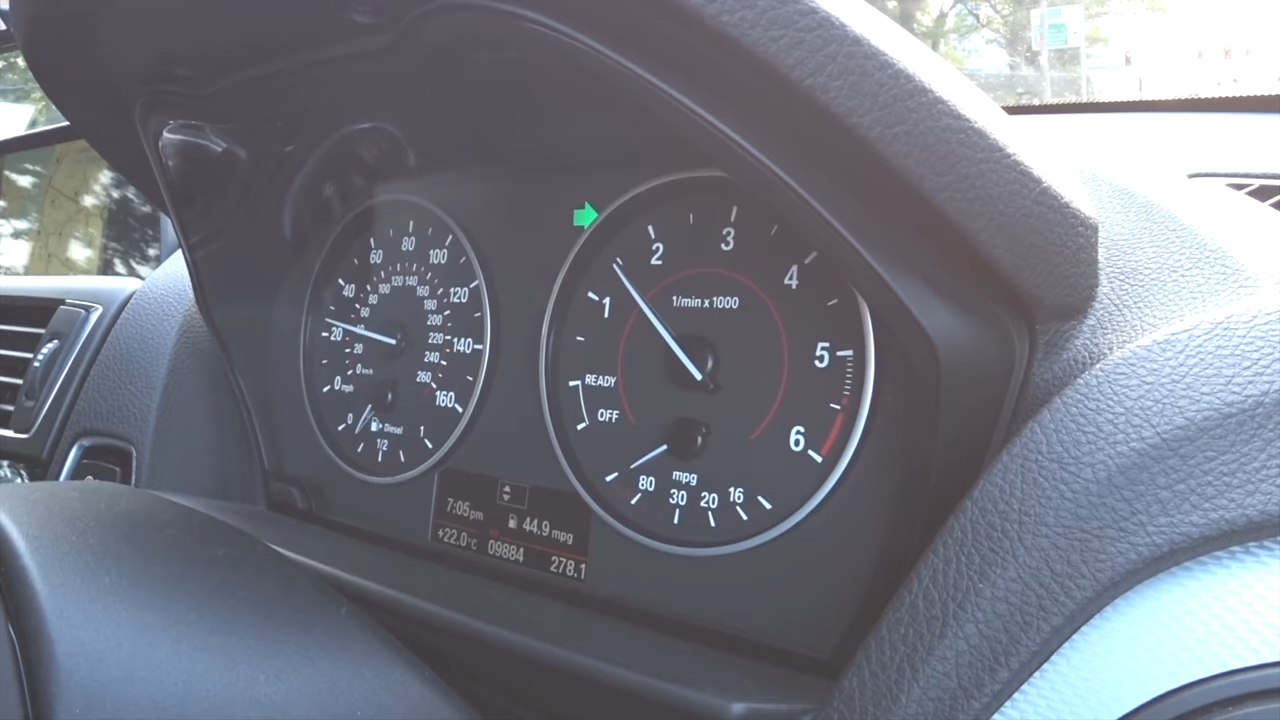 20 40 60 80 100 120 140 160
0 mph
20 60 80 100 120 140 160 180 200 220 240 260
0 km/h
0 1/2 1
Diesel
1 2 3 4 5 6
1/min x 1000
READY
OFF
mpg
80 30 20 16
7:05pm
44.9 mpg
+22.0°C 09884 278.1